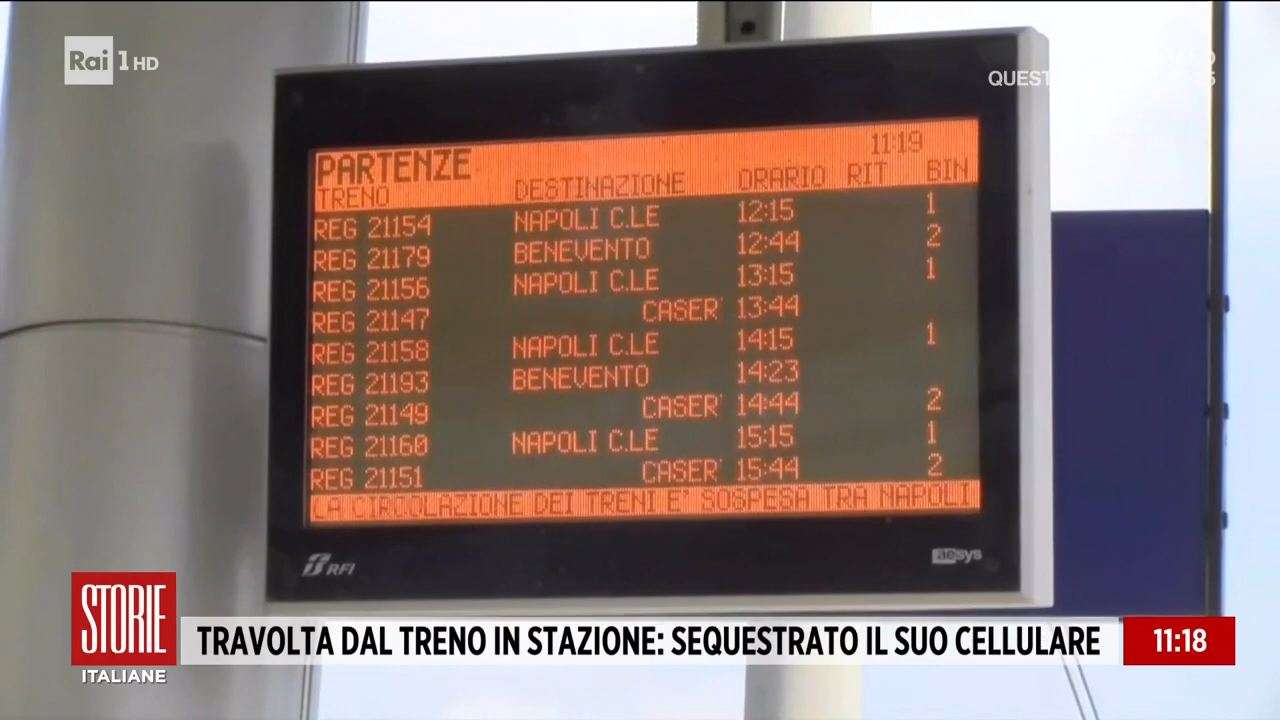 Rai 1 HD
QUEST
PARTENZE 11:19
TRENO DESTINAZIONE ORARIO RIT BIN
REG 21154 NAPOLI C.LE 12:15 1
REG 21179 BENEVENTO 12:44 2
REG 21156 NAPOLI C.LE 13:15 1
REG 21147 CASER 13:44
REG 21158 NAPOLI C.LE 14:15 1
REG 21193 BENEVENTO 14:23
REG 21149 CASER 14:44 2
REG 21160 NAPOLI C.LE 15:15 1
REG 21151 CASER 15:44 2
LA CIRCOLAZIONE DEI TRENI E' SOSPESA TRA NAPOLI
RFI aesys
STORIE
ITALIANE
TRAVOLTA DAL TRENO IN STAZIONE: SEQUESTRATO IL SUO CELLULARE 11:18